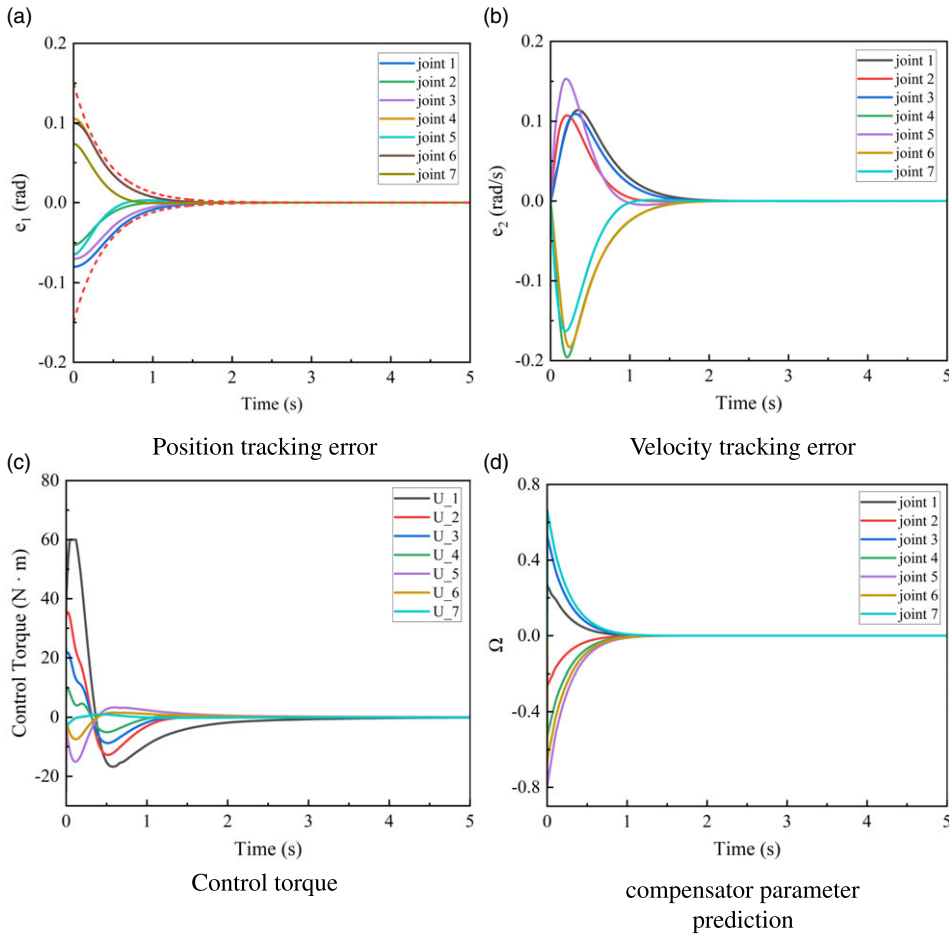 (a)
0.2
0.1
0.0
-0.1
-0.2
e1 (rad)
0
1
2
3
4
5
Time (s)
joint 1
joint 2
joint 3
joint 4
joint 5
joint 6
joint 7
Position tracking error
(b)
0.2
0.1
0.0
-0.1
-0.2
e2 (rad/s)
0
1
2
3
4
5
Time (s)
joint 1
joint 2
joint 3
joint 4
joint 5
joint 6
joint 7
Velocity tracking error
(c)
80
60
40
20
0
-20
Control Torque (N · m)
0
1
2
3
4
5
Time (s)
U_1
U_2
U_3
U_4
U_5
U_6
U_7
Control torque
(d)
0.8
0.4
0.0
-0.4
-0.8
Ω
0
1
2
3
4
5
Time (s)
joint 1
joint 2
joint 3
joint 4
joint 5
joint 6
joint 7
compensator parameter
prediction